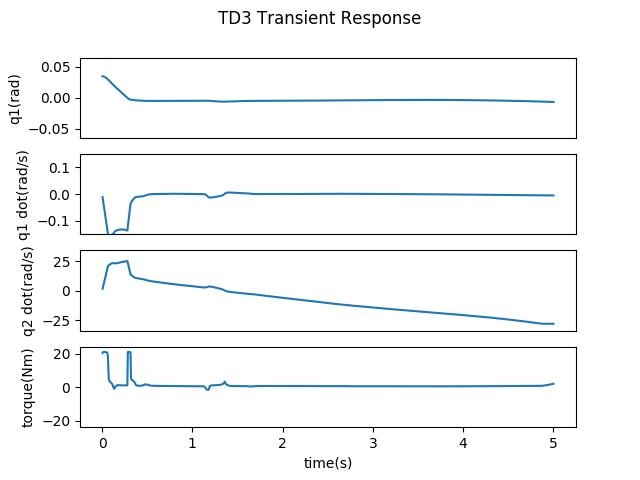 TD3 Transient Response
q1(rad)
0.05
0.00
−0.05
q1 dot(rad/s)
0.1
0.0
−0.1
q2 dot(rad/s)
25
0
−25
torque(Nm)
20
0
−20
0 1 2 3 4 5
time(s)